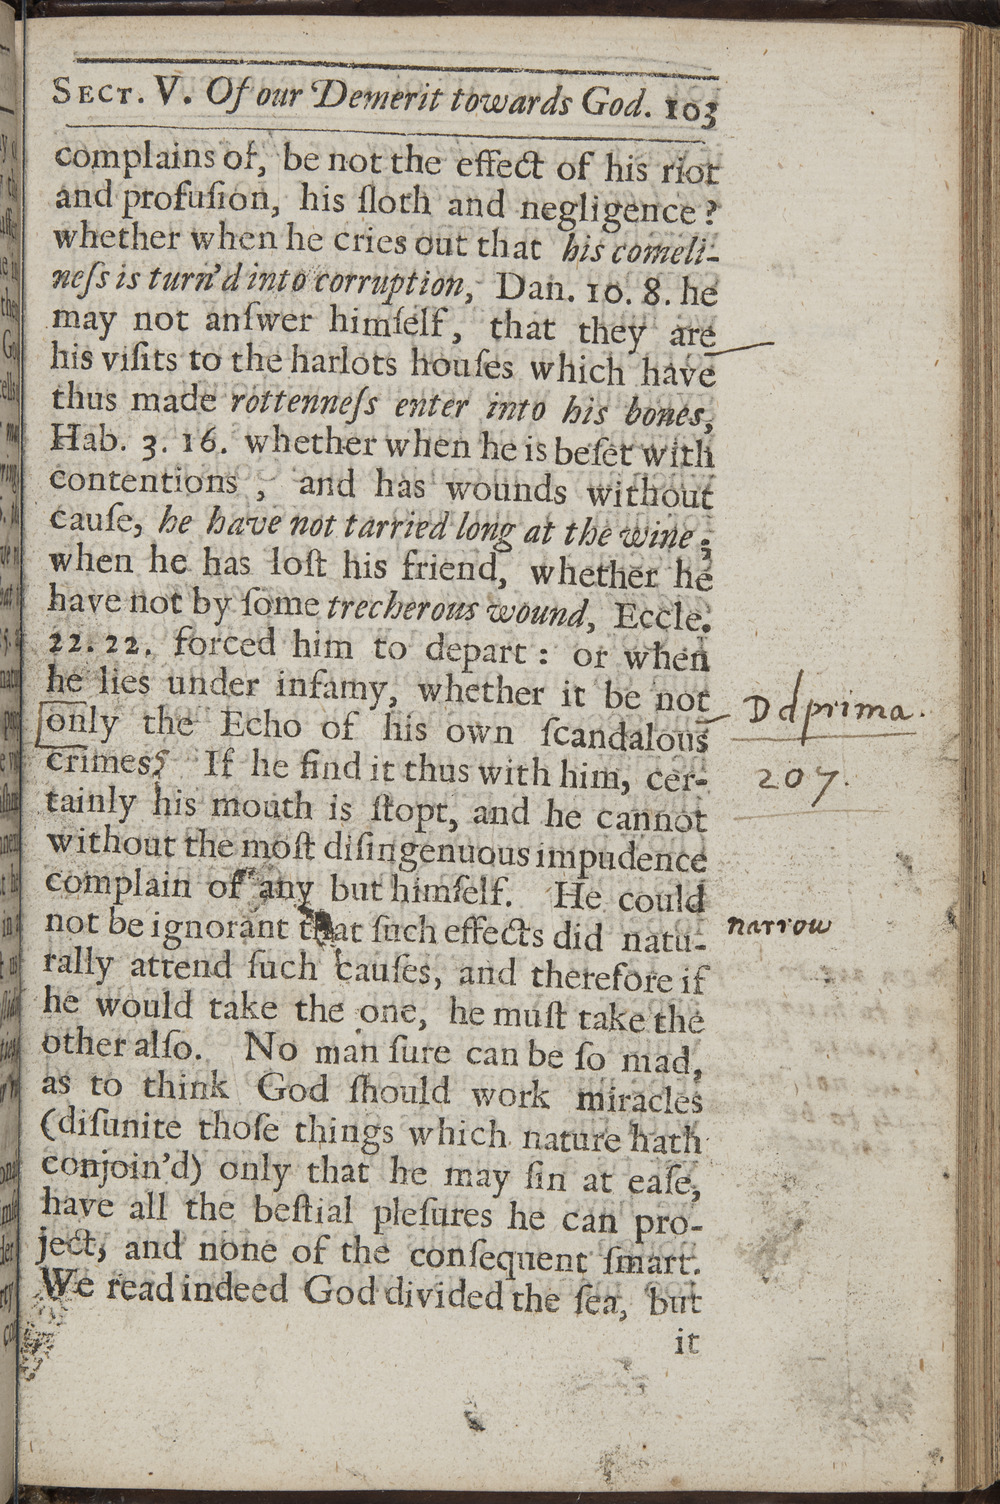 SECT. V. Of our Demerit towards God. 103
complains of, be not the effect of his riot
and profuſion, his ſloth and negligence?
whether when he cries out that his comeli-
neſs is turn'd into corruption, Dan. 10. 8. he
may not anſwer himſelf, that they are
his viſits to the harlots houſes which have
thus made rottenneſs enter into his bones,
Hab. 3. 16. whether when he is beſet with
contentions, and has wounds without
cauſe, he have not tarried long at the wine;
when he has loſt his friend, whether he
have not by ſome trecherous wound, Eccle.
22. 22. forced him to depart: or when
he lies under infamy, whether it be not
only the Echo of his own ſcandalous
crimes? If he find it thus with him, cer-
tainly his mouth is ſtopt, and he cannot
without the moſt diſingenuous impudence
complain of any but himſelf. He could
not be ignorant that ſuch effects did natu-
rally attend ſuch cauſes, and therefore if
he would take the one, he muſt take the
other alſo. No man ſure can be ſo mad,
as to think God ſhould work miracles
(diſunite thoſe things which nature hath
conjoin'd) only that he may ſin at eaſe,
have all the beſtial pleſures he can pro-
ject, and none of the conſequent ſmart.
We read indeed God divided the ſea, but
it
D d prima.
207.
narrow